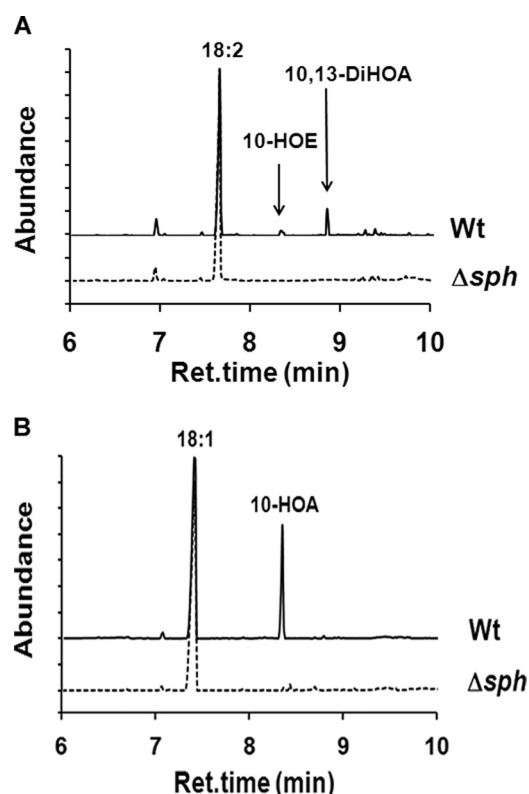 A
18:2
10,13-DiHOA
10-HOE
Abundance
Wt
Δsph
6 7 8 9 10
Ret.time (min)
B
18:1
10-HOA
Abundance
Wt
Δsph
6 7 8 9 10
Ret.time (min)